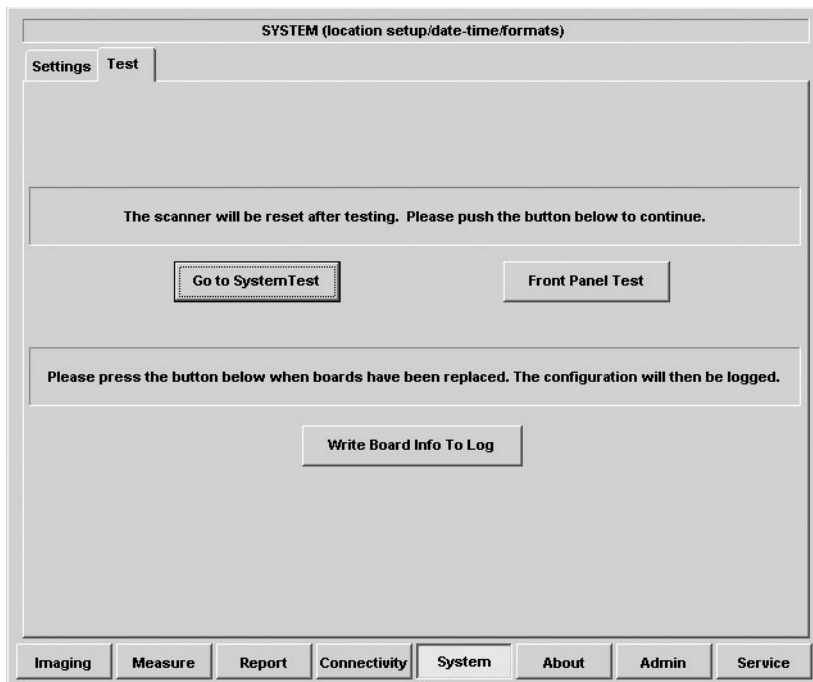 SYSTEM (location setup/date-time/formats)
Settings Test
The scanner will be reset after testing. Please push the button below to continue.
Go to SystemTest Front Panel Test
Please press the button below when boards have been replaced. The configuration will then be logged.
Write Board Info To Log
Imaging Measure Report Connectivity System About Admin Service